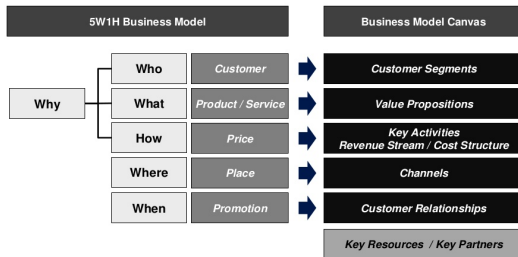 5W1H Business Model
Business Model Canvas
Who
Customer
Customer Segments
Why
What
Product / Service
Value Propositions
How
Price
Key Activities
Revenue Stream / Cost Structure
Where
Place
Channels
When
Promotion
Customer Relationships
Key Resources / Key Partners